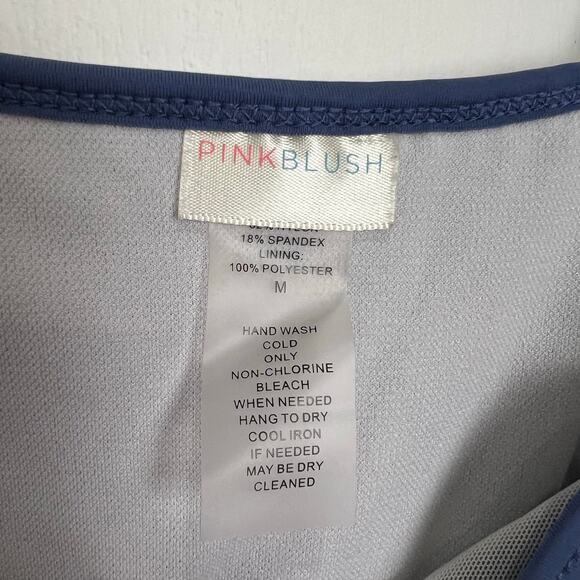 PINKBLUSH
18% SPANDEX
LINING:
100% POLYESTER
M
HAND WASH
COLD
ONLY
NON-CHLORINE
BLEACH
WHEN NEEDED
HANG TO DRY
COOL IRON
IF NEEDED
MAY BE DRY
CLEANED